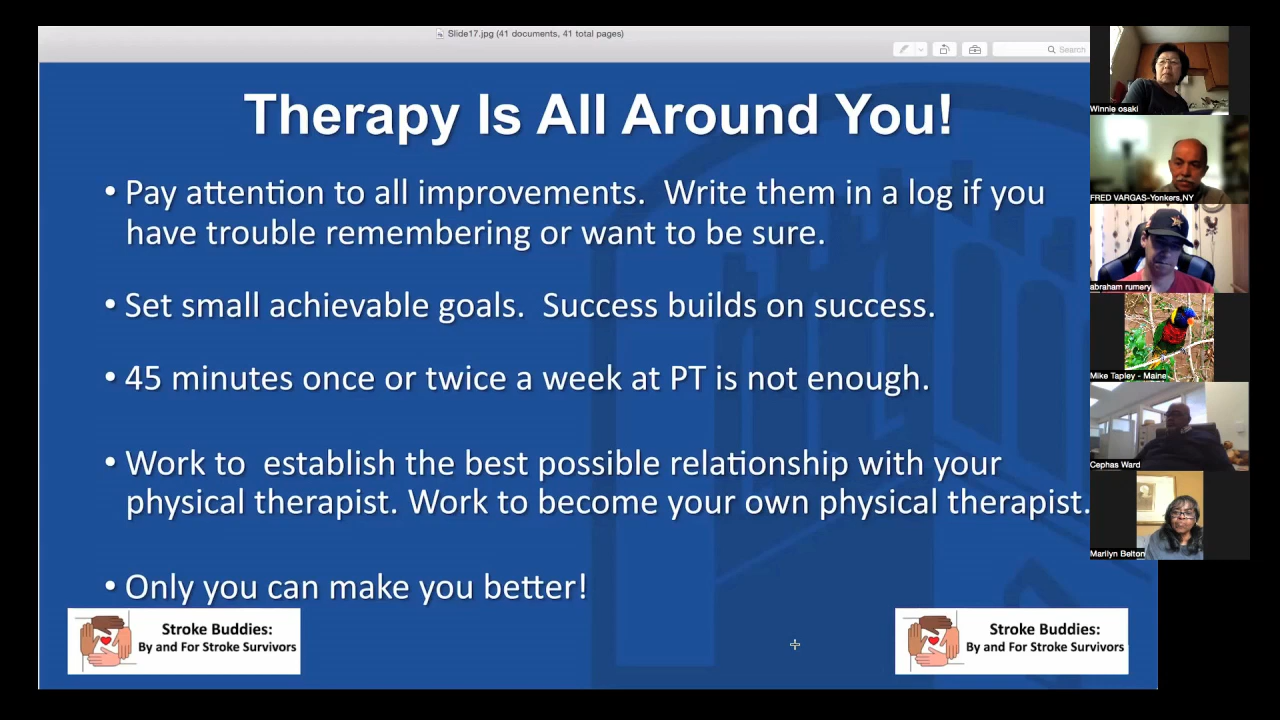 Slide17.jpg (41 documents, 41 total pages)
Search
Therapy Is All Around You!
• Pay attention to all improvements.  Write them in a log if you
have trouble remembering or want to be sure.
• Set small achievable goals.  Success builds on success.
• 45 minutes once or twice a week at PT is not enough.
• Work to  establish the best possible relationship with your
physical therapist. Work to become your own physical therapist.
• Only you can make you better!
Stroke Buddies:
By and For Stroke Survivors
Stroke Buddies:
By and For Stroke Survivors
Winnie osaki
FRED VARGAS-Yonkers,NY
abraham rumery
Mike Tapley - Maine
Cephas Ward
Marilyn Belton